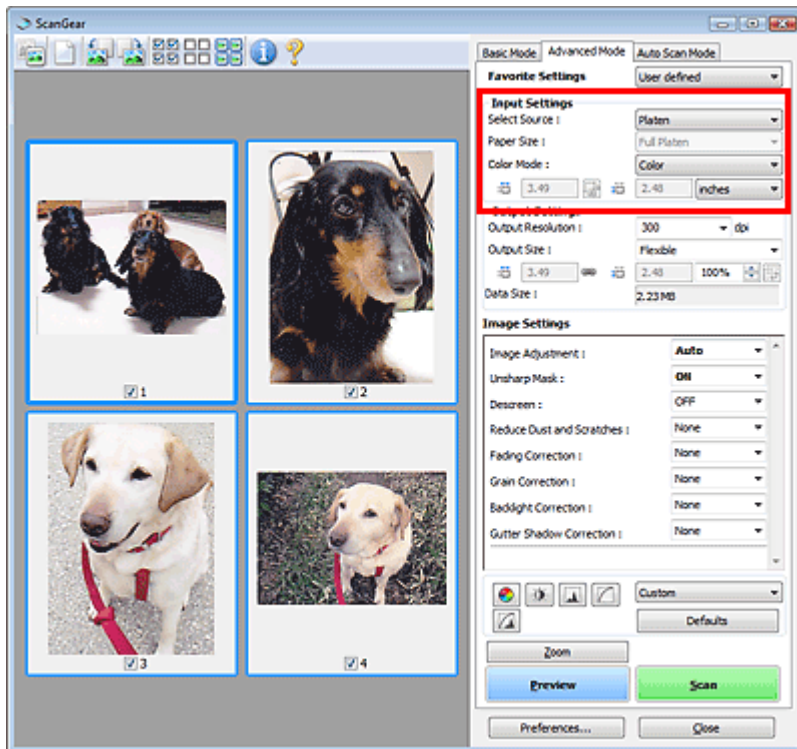 ScanGear
Basic Mode Advanced Mode Auto Scan Mode
Favorite Settings User defined
Input Settings
Select Source : Platen
Paper Size : Full Platen
Color Mode : Color
3.49 2.48 inches
Output Settings
Output Resolution : 300 dpi
Output Size : Flexible
3.49 2.48 100%
Data Size : 2.23 MB
Image Settings
Image Adjustment : Auto
Unsharp Mask : ON
Descreen : OFF
Reduce Dust and Scratches : None
Fading Correction : None
Grain Correction : None
Backlight Correction : None
Gutter Shadow Correction : None
1
2
3
4
Custom
Defaults
Zoom
Preview Scan
Preferences... Close